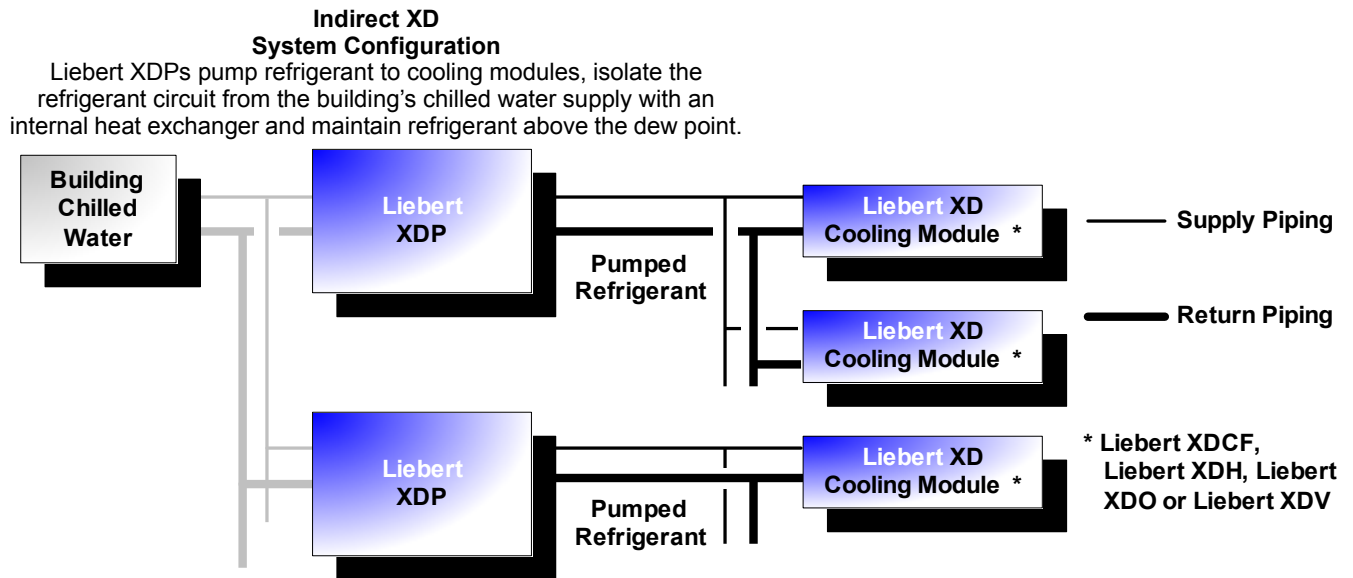 Indirect XD
System Configuration
Liebert XDPs pump refrigerant to cooling modules, isolate the
refrigerant circuit from the building's chilled water supply with an
internal heat exchanger and maintain refrigerant above the dew point.
Building
Chilled
Water
Liebert
XDP
Pumped
Refrigerant
Liebert XD
Cooling Module *
Supply Piping
Liebert XD
Cooling Module *
Return Piping
Liebert
XDP
Pumped
Refrigerant
Liebert XD
Cooling Module *
* Liebert XDCF,
Liebert XDH, Liebert
XDO or Liebert XDV